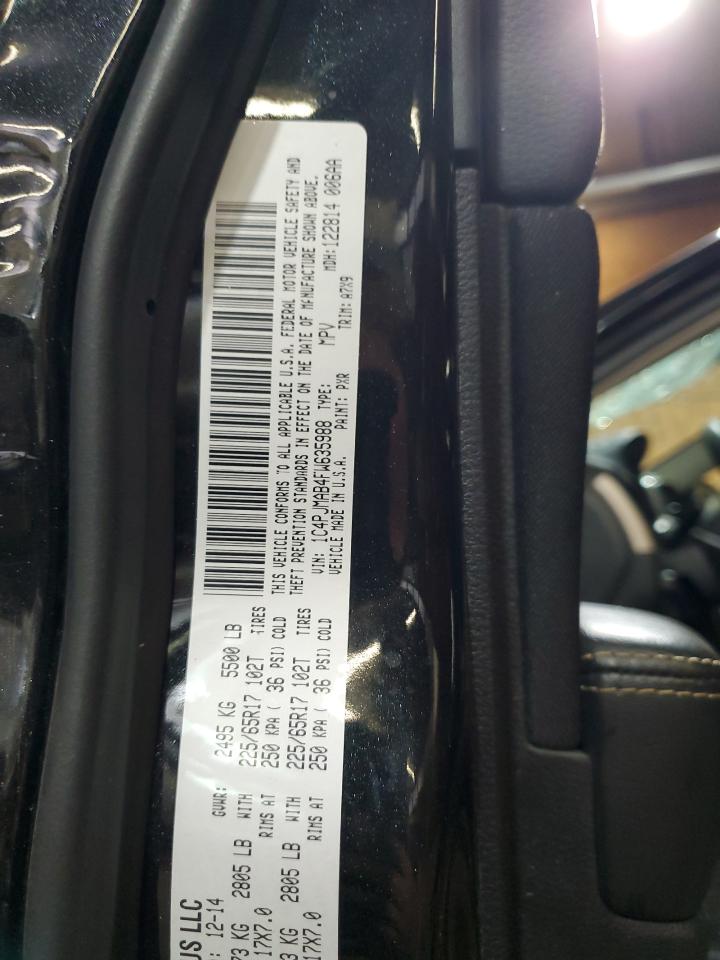 US LLC
: 12-14 GVWR: 2495 KG 5500 LB
73 KG 2805 LB WITH 225/65R17 102T TIRES
17X7.0 RIMS AT 250 KPA ( 36 PSI) COLD
3 KG 2805 LB WITH 225/65R17 102T TIRES
17X7.0 RIMS AT 250 KPA ( 36 PSI) COLD
THIS VEHICLE CONFORMS TO ALL APPLICABLE U.S.A. FEDERAL MOTOR VEHICLE SAFETY AND
THEFT PREVENTION STANDARDS IN EFFECT ON THE DATE OF MANUFACTURE SHOWN ABOVE.
VIN: 1C4PJMAB4FW635988 TYPE: MPV MDH:122814 006AA
VEHICLE MADE IN U.S.A. PAINT: PXR TRIM: A7X9